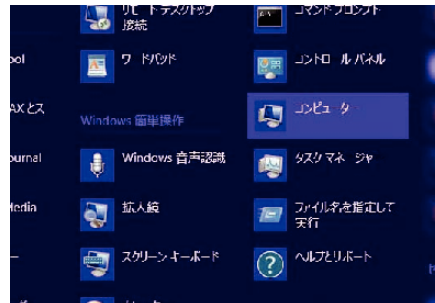 リモート デスクトップ
接続
コマンド プロンプト
ool
ワードパッド
コントロール パネル
AX とス
Windows 簡単操作
コンピューター
ournal
Windows 音声認識
タスク マネージャー
Media
拡大鏡
ファイル名を指定して
実行
スクリーン キーボード
ヘルプとサポート